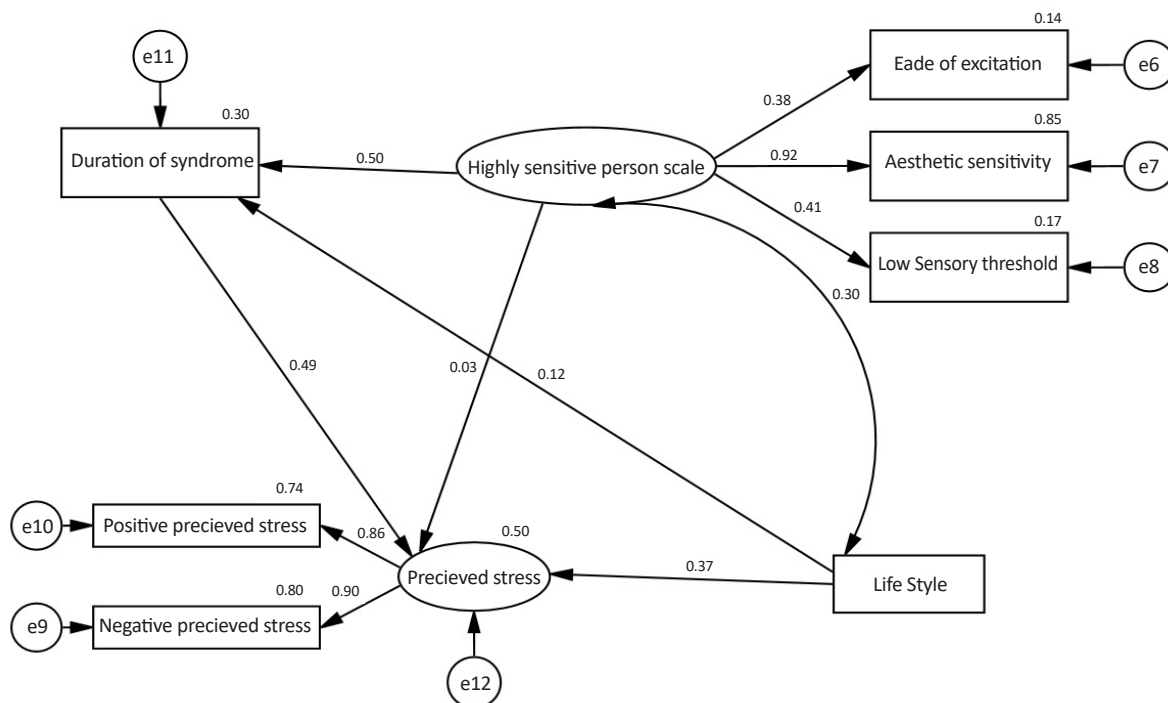 0.14
e11
Eade of excitation
e6
0.38
0.30
0.85
Duration of syndrome
0.50
Highly sensitive person scale
0.92
Aesthetic sensitivity
e7
0.41
0.17
Low Sensory threshold
e8
0.30
0.49
0.03
0.12
0.74
e10
Positive precieved stress
0.86
0.50
Precieved stress
0.37
Life Style
0.80
0.90
e9
Negative precieved stress
e12